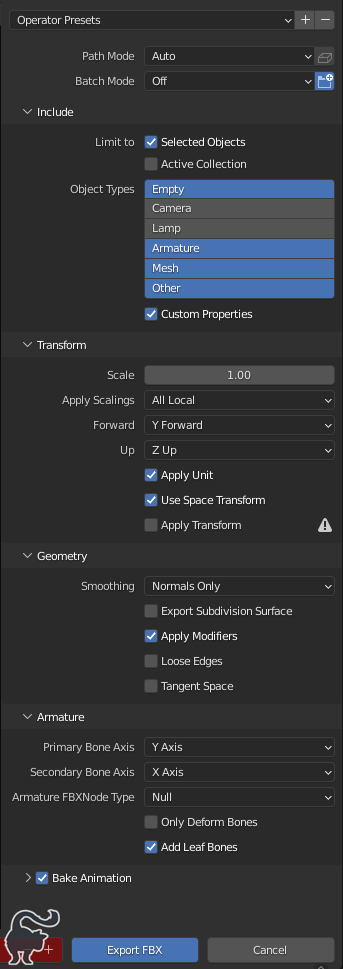 Operator Presets + −
Path Mode Auto
Batch Mode Off
Include
Limit to Selected Objects
Active Collection
Object Types Empty
Camera
Lamp
Armature
Mesh
Other
Custom Properties
Transform
Scale 1.00
Apply Scalings All Local
Forward Y Forward
Up Z Up
Apply Unit
Use Space Transform
Apply Transform
Geometry
Smoothing Normals Only
Export Subdivision Surface
Apply Modifiers
Loose Edges
Tangent Space
Armature
Primary Bone Axis Y Axis
Secondary Bone Axis X Axis
Armature FBXNode Type Null
Only Deform Bones
Add Leaf Bones
Bake Animation
+ Export FBX Cancel